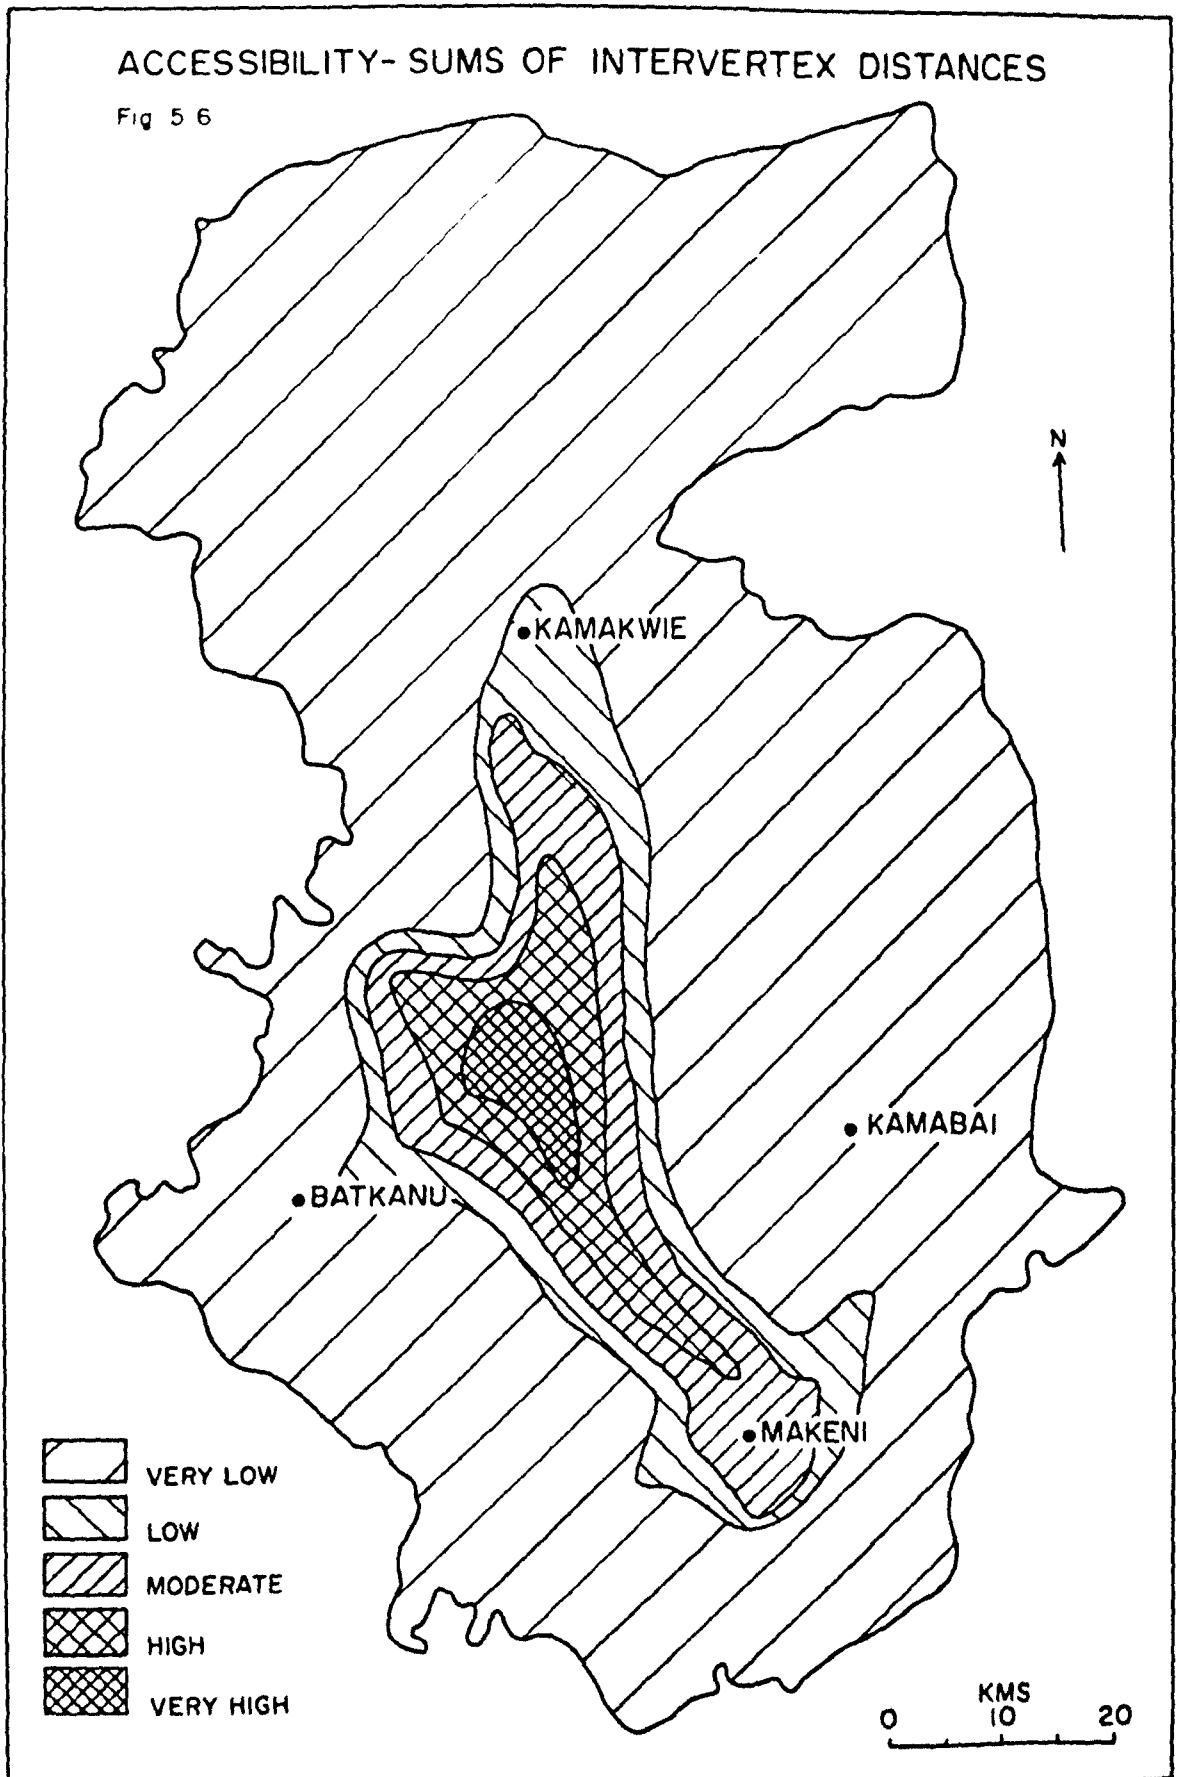 ACCESSIBILITY- SUMS OF INTERVERTEX DISTANCES
Fig 5 6
N
KAMAKWIE
KAMABAI
BATKANU
MAKENI
VERY LOW
LOW
MODERATE
HIGH
VERY HIGH
KMS
0 10 20